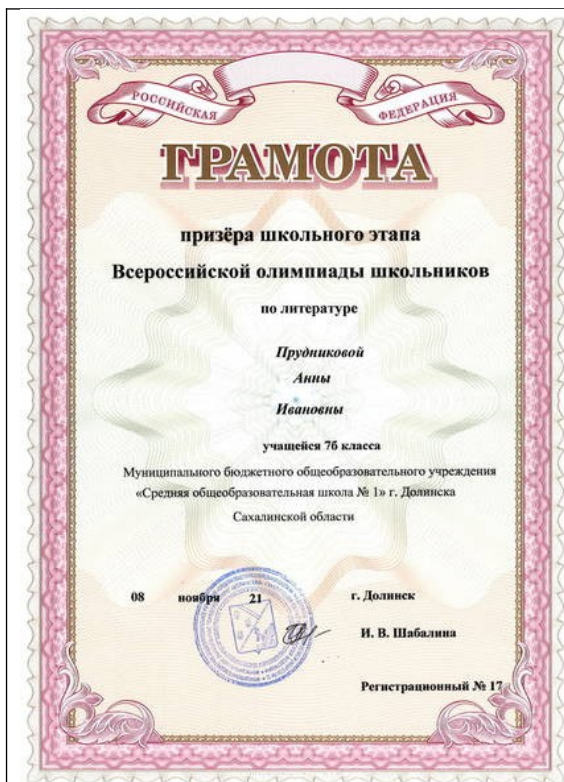 РОССИЙСКАЯ
ФЕДЕРАЦИЯ
ГРАМОТА
призёра школьного этапа
Всероссийской олимпиады школьников
по литературе
Прудниковой
Анны
Ивановны
учащейся 7б класса
Муниципального бюджетного общеобразовательного учреждения
«Средняя общеобразовательная школа № 1» г. Долинска
Сахалинской области
08 ноября 21 г. Долинск
И. В. Шабалина
Регистрационный № 17